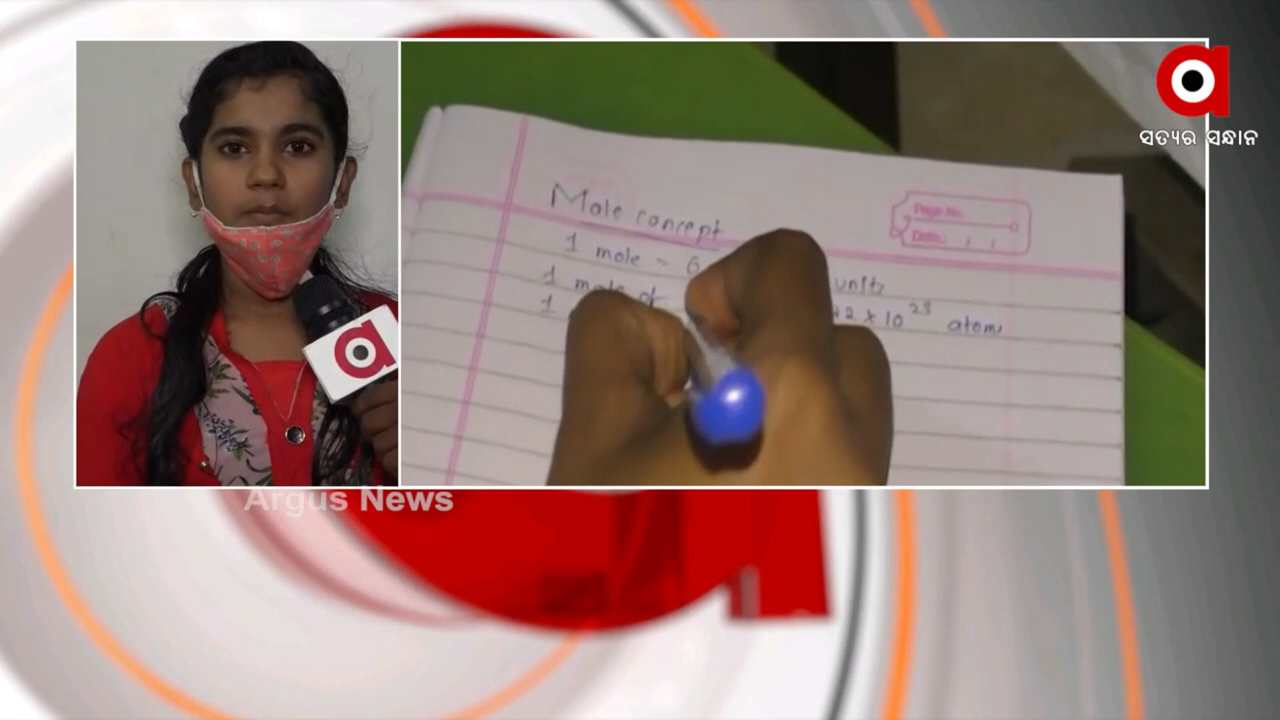 ସତ୍ୟର ସନ୍ଧାନ
Mole concept
Page No.
Date:
1 mole = 6 units
1 mole of 22 x 10 23 atoms
1
Argus News